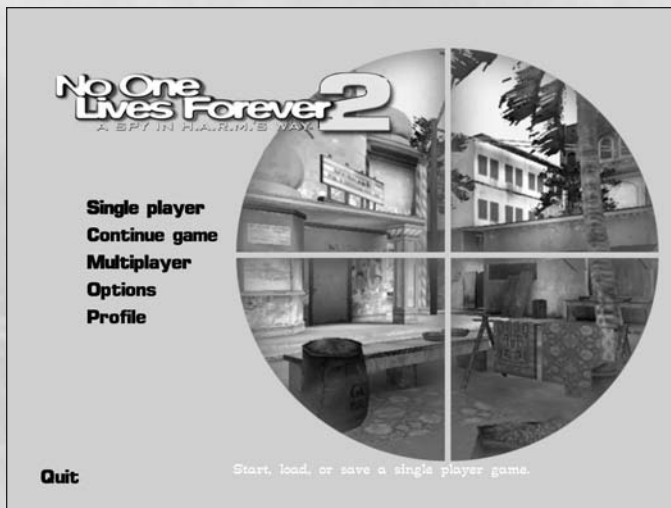 No One
Lives Forever 2
A SPY IN H.A.R.M.'S WAY
Single player
Continue game
Multiplayer
Options
Profile
Quit
Start, load, or save a single player game.